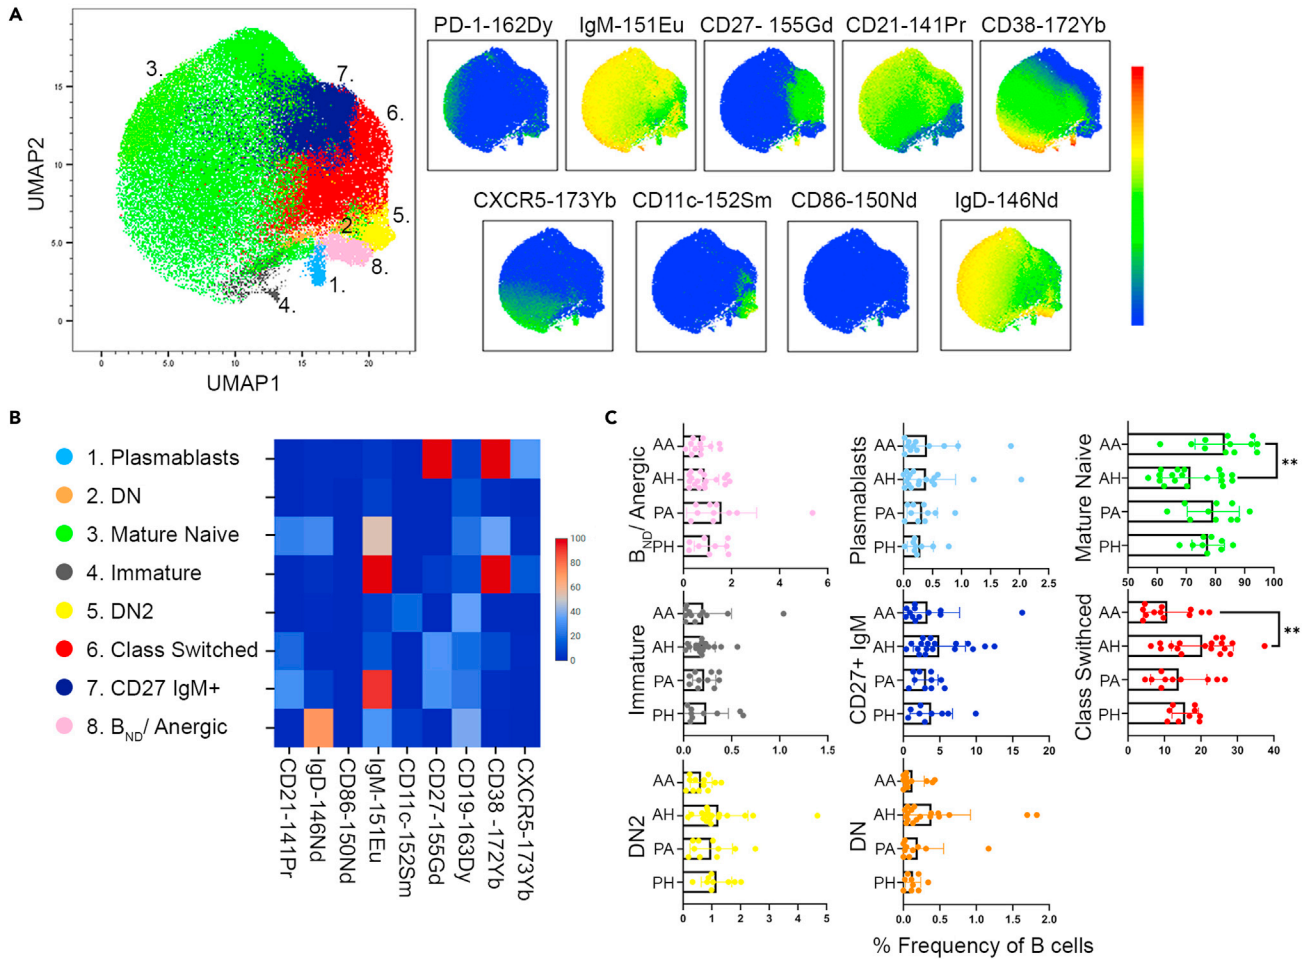 A
PD-1-162Dy IgM-151Eu CD27- 155Gd CD21-141Pr CD38-172Yb
CXCR5-173Yb CD11c-152Sm CD86-150Nd IgD-146Nd
3. 7. 6. 5. 2 8. 1. 4.
UMAP2
15
10
5.0
0
0 5.0 10 15 20
UMAP1
B
1. Plasmablasts
2. DN
3. Mature Naive
4. Immature
5. DN2
6. Class Switched
7. CD27 IgM+
8. BND/ Anergic
100
80
60
40
20
0
CD21-141Pr
IgD-146Nd
CD86-150Nd
IgM-151Eu
CD11c-152Sm
CD27-155Gd
CD19-163Dy
CD38 -172Yb
CXCR5-173Yb
C
BND/ Anergic
AA
AH
PA
PH
0 2 4 6
Plasmablasts
AA
AH
PA
PH
0.0 0.5 1.0 1.5 2.0 2.5
Mature Naive
AA
AH
PA
PH
**
50 60 70 80 90 100
Immature
AA
AH
PA
PH
0.0 0.5 1.0 1.5
CD27+ IgM
AA
AH
PA
PH
0 5 10 15 20
Class Swithced
AA
AH
PA
PH
**
0 10 20 30 40
DN2
AA
AH
PA
PH
0 1 2 3 4 5
DN
AA
AH
PA
PH
0.0 0.5 1.0 1.5 2.0
% Frequency of B cells